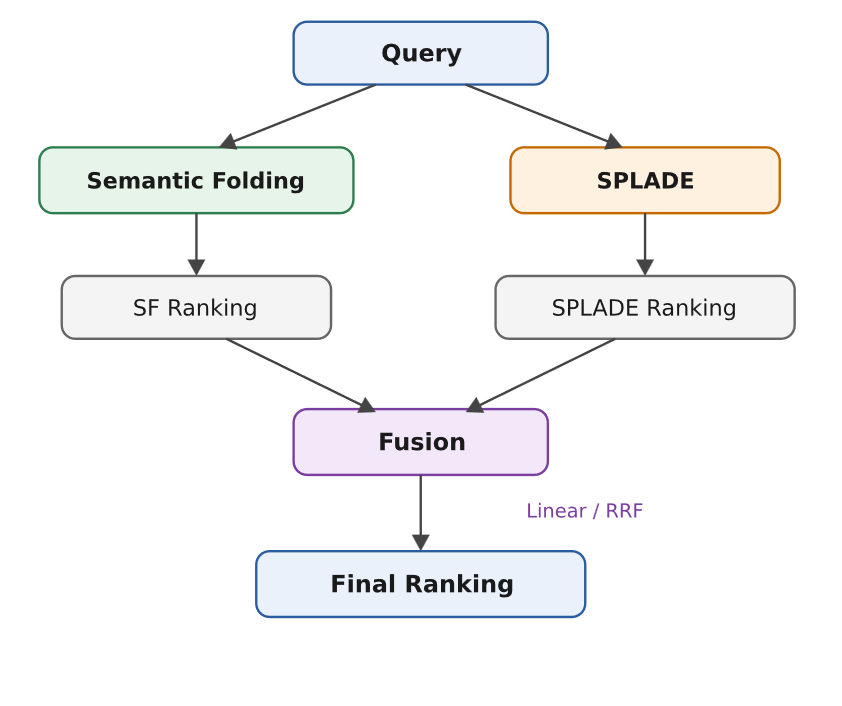 Query
Semantic Folding
SPLADE
SF Ranking
SPLADE Ranking
Fusion
Linear / RRF
Final Ranking